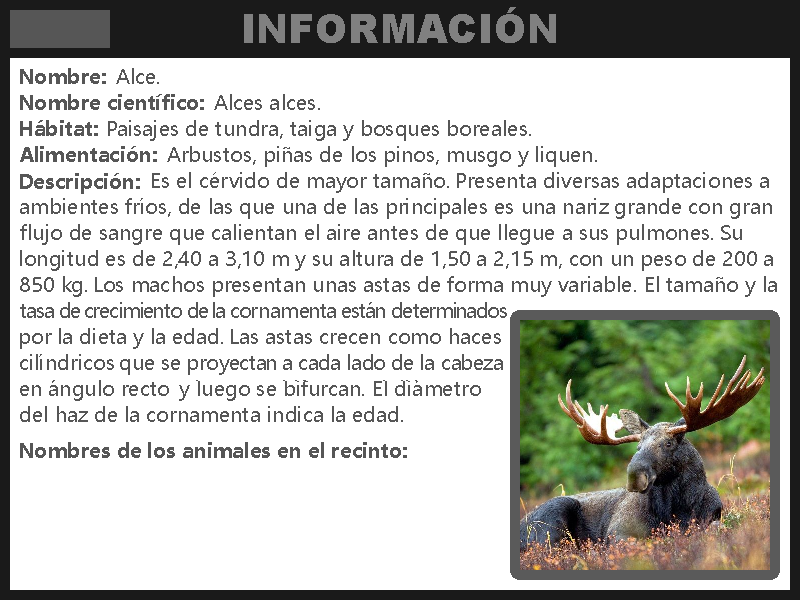 INFORMACIÓN
Nombre: Alce.
Nombre científico: Alces alces.
Hábitat: Paisajes de tundra, taiga y bosques boreales.
Alimentación: Arbustos, piñas de los pinos, musgo y liquen.
Descripción: Es el cérvido de mayor tamaño. Presenta diversas adaptaciones a
ambientes fríos, de las que una de las principales es una nariz grande con gran
flujo de sangre que calientan el aire antes de que llegue a sus pulmones. Su
longitud es de 2,40 a 3,10 m y su altura de 1,50 a 2,15 m, con un peso de 200 a
850 kg. Los machos presentan unas astas de forma muy variable. El tamaño y la
tasa de crecimiento de la cornamenta están determinados
por la dieta y la edad. Las astas crecen como haces
cilíndricos que se proyectan a cada lado de la cabeza
en ángulo recto y luego se bifurcan. El diámetro
del haz de la cornamenta indica la edad.
Nombres de los animales en el recinto: